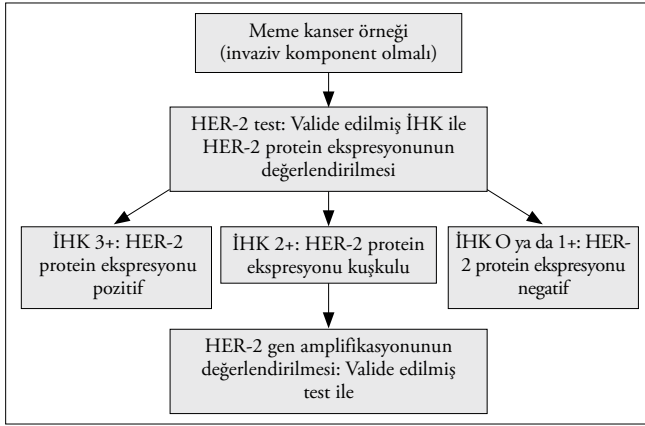 Meme kanser örneği
(invaziv komponent olmalı)
HER-2 test: Valide edilmiş İHK ile
HER-2 protein ekspresyonunun
değerlendirilmesi
İHK 3+: HER-2
protein ekspresyonu
pozitif
İHK 2+: HER-2 protein
ekspresyonu kuşkulu
İHK O ya da 1+: HER-
2 protein ekspresyonu
negatif
HER-2 gen amplifikasyonunun
değerlendirilmesi: Valide edilmiş
test ile